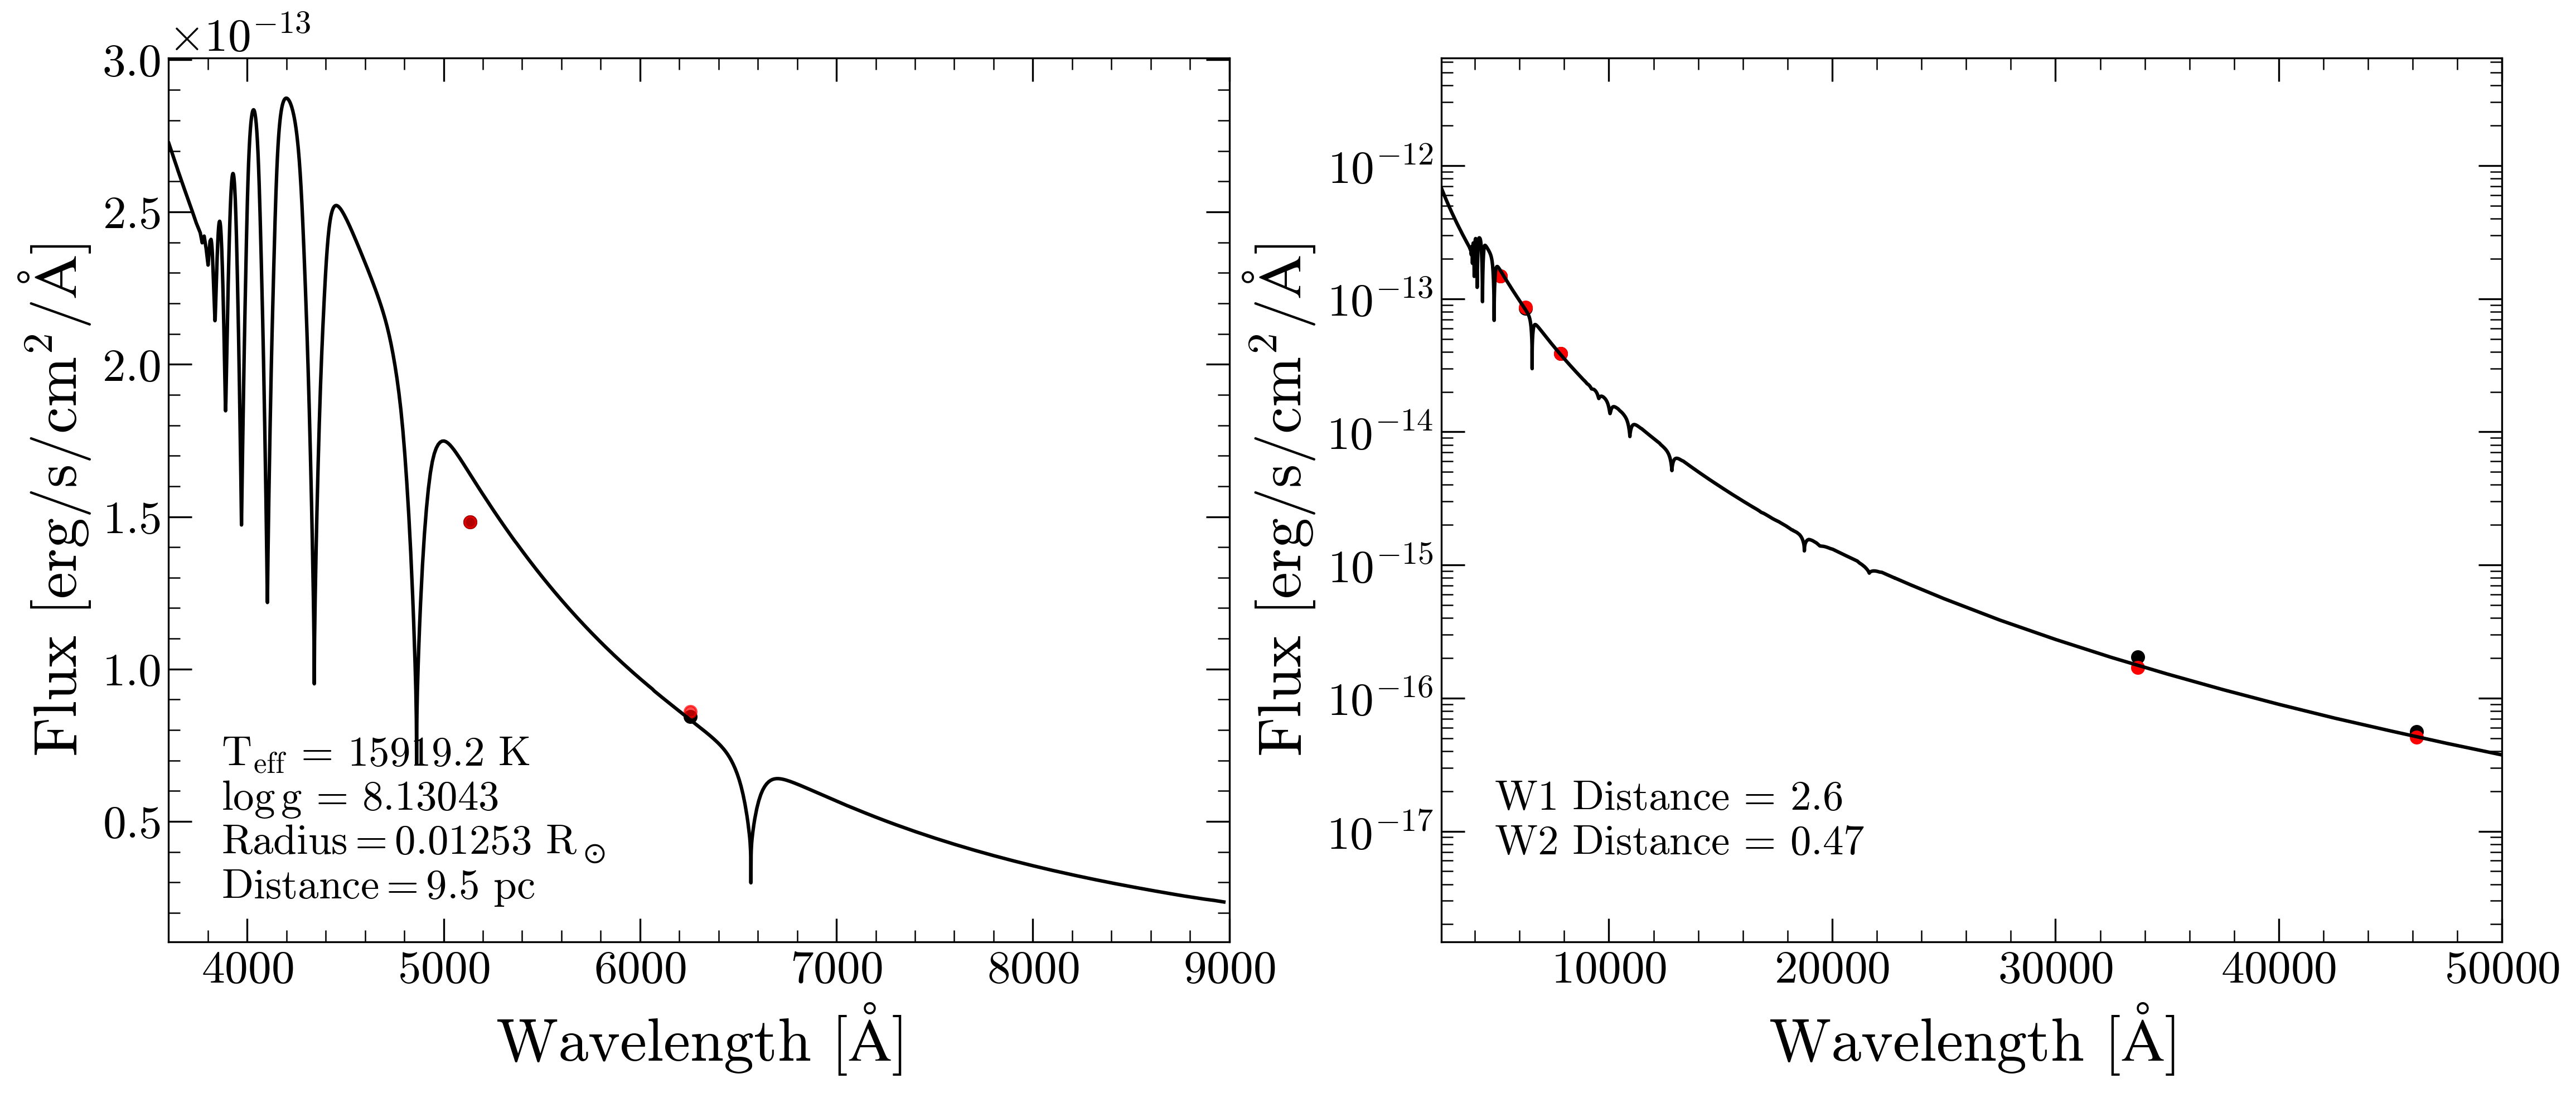 ×10⁻¹³
3.0
2.5
2.0
1.5
1.0
0.5
Flux [erg/s/cm²/Å]
T_eff = 15919.2 K
log g = 8.13043
Radius = 0.01253 R_⊙
Distance = 9.5 pc
4000 5000 6000 7000 8000 9000
Wavelength [Å]
10⁻¹²
10⁻¹³
10⁻¹⁴
10⁻¹⁵
10⁻¹⁶
10⁻¹⁷
Flux [erg/s/cm²/Å]
W1 Distance = 2.6
W2 Distance = 0.47
10000 20000 30000 40000 50000
Wavelength [Å]